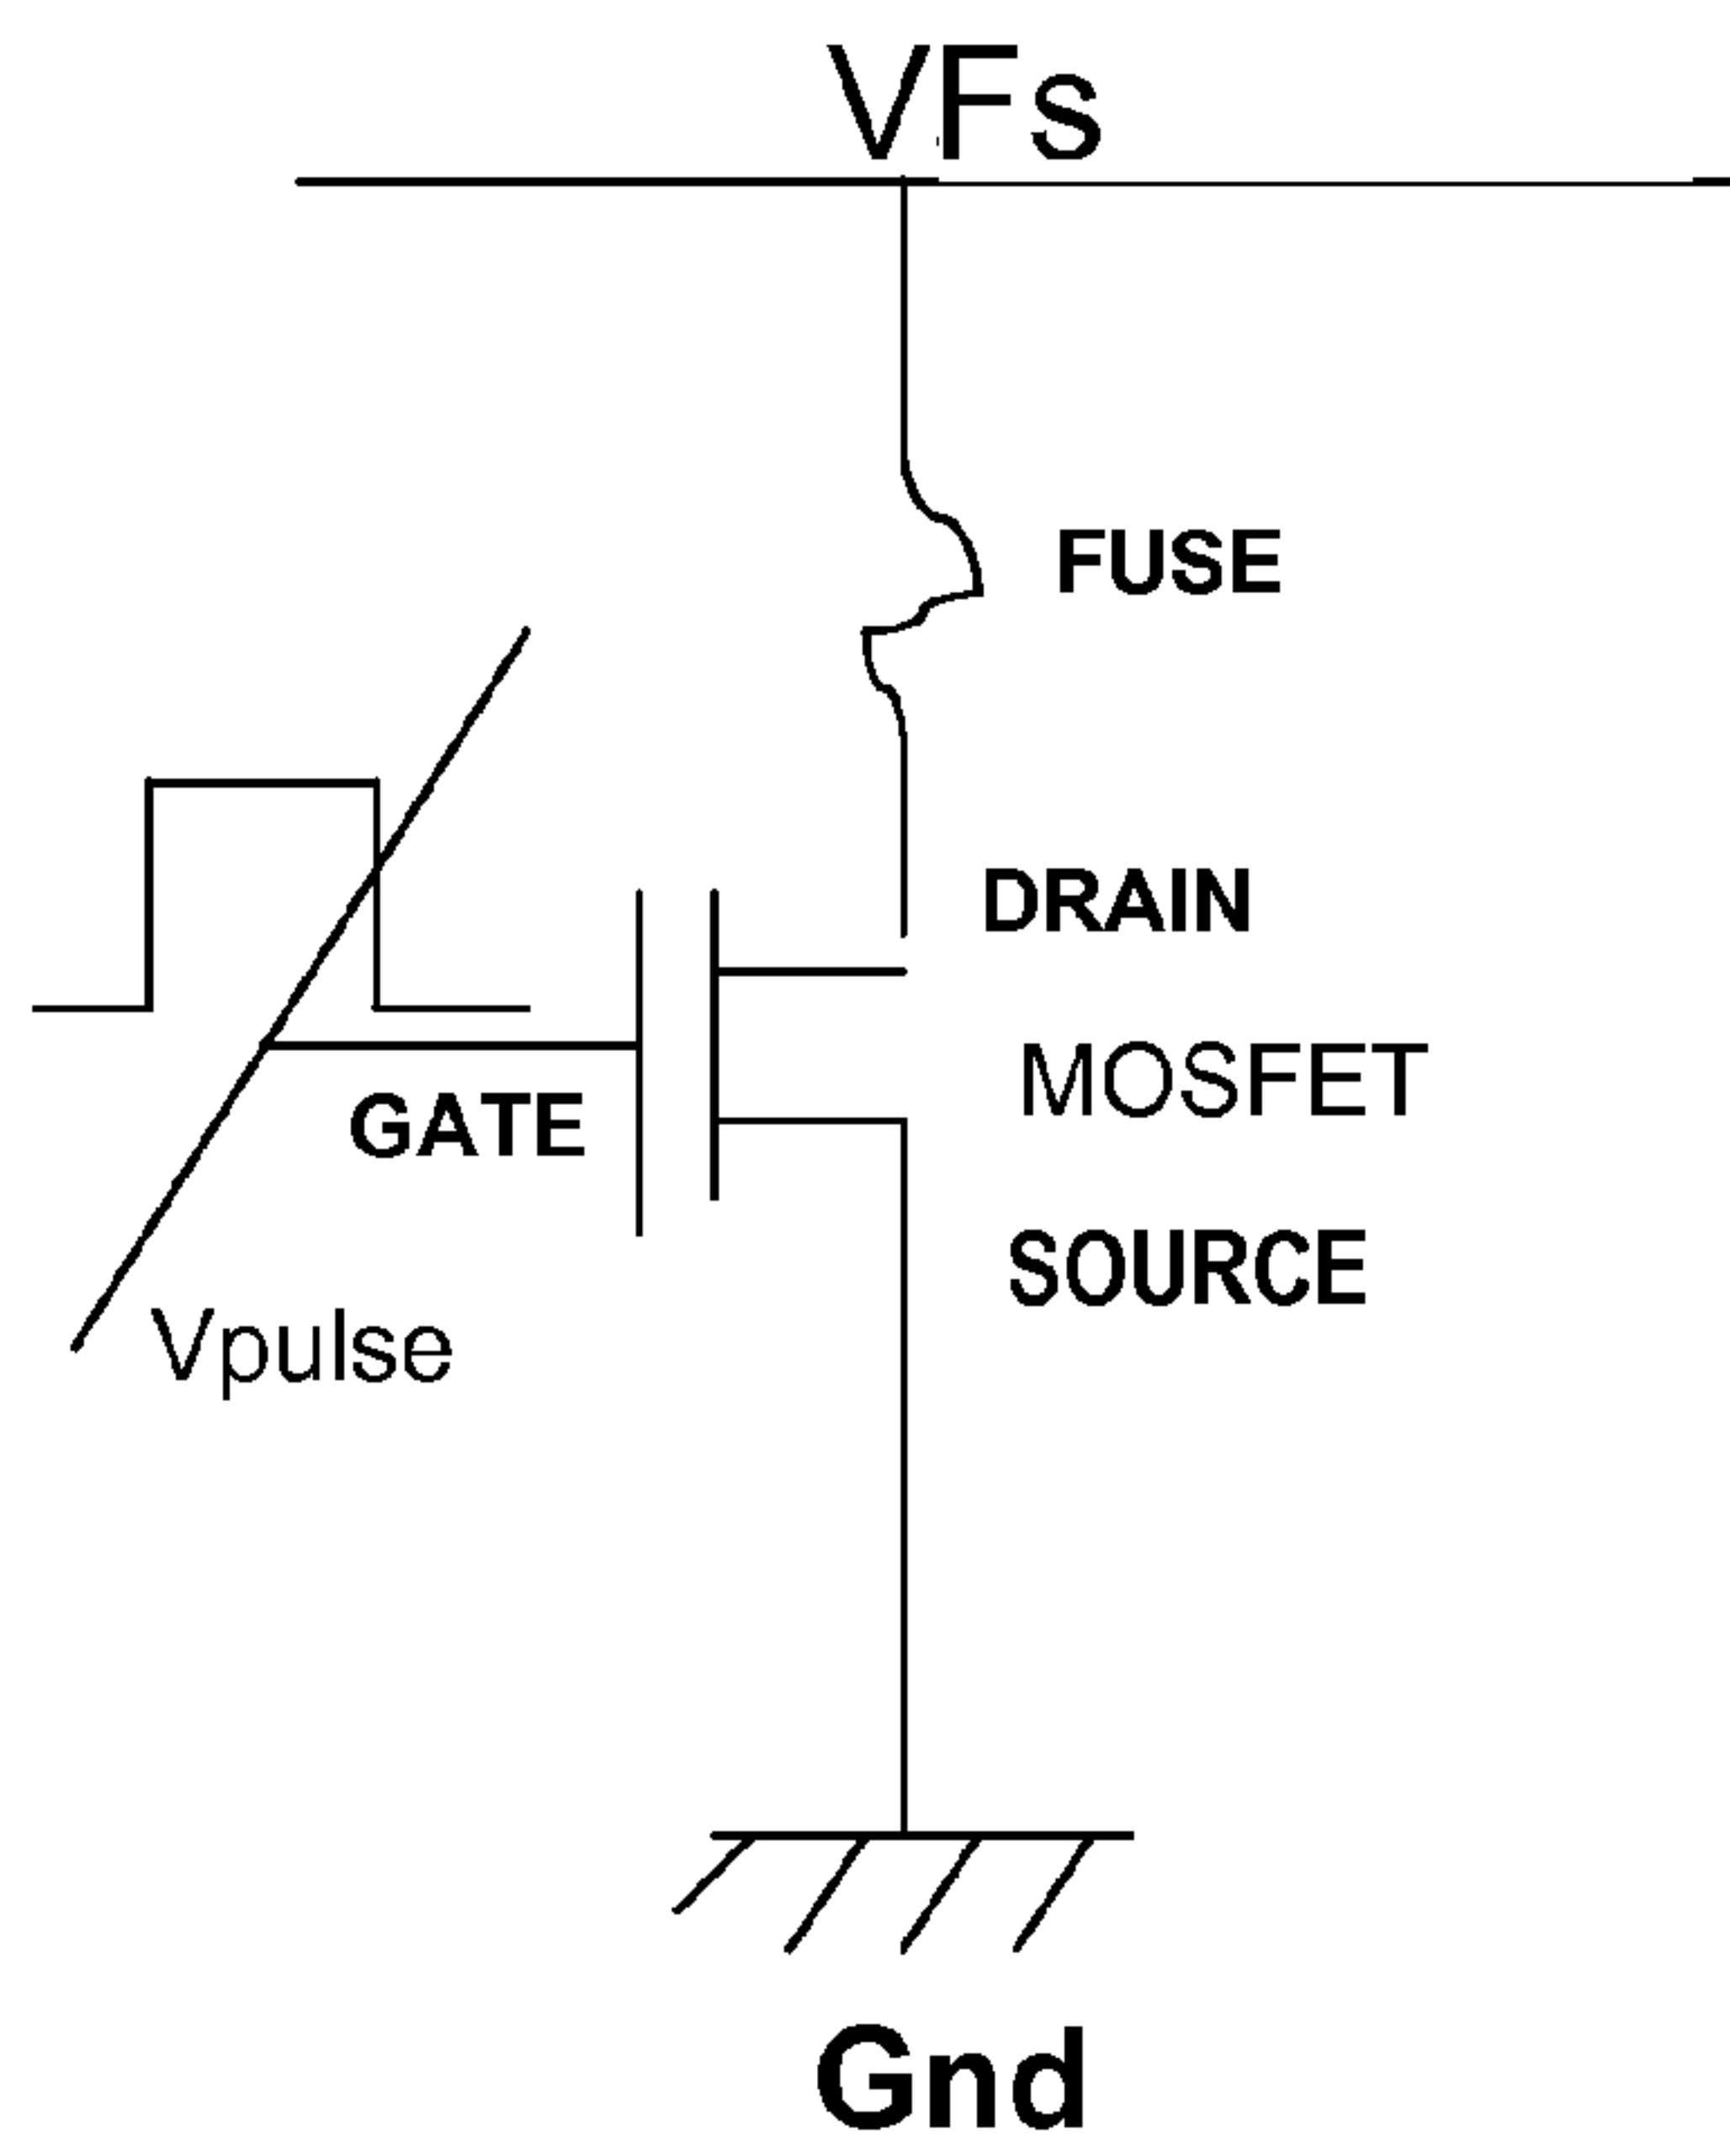 VFs
FUSE
DRAIN
MOSFET
GATE
SOURCE
Vpulse
Gnd